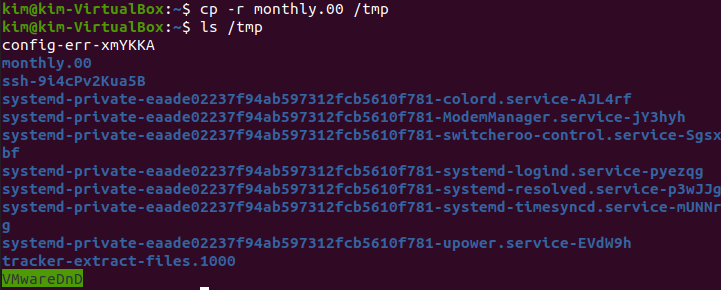 kim@kim-VirtualBox:~$ cp -r monthly.00 /tmp
kim@kim-VirtualBox:~$ ls /tmp
config-err-xmYKKA
monthly.00
ssh-9i4cPv2Kua5B
systemd-private-eaade02237f94ab597312fcb5610f781-colord.service-AJL4rf
systemd-private-eaade02237f94ab597312fcb5610f781-ModemManager.service-jY3hyh
systemd-private-eaade02237f94ab597312fcb5610f781-switcheroo-control.service-Sgsx
bf
systemd-private-eaade02237f94ab597312fcb5610f781-systemd-logind.service-pyezqg
systemd-private-eaade02237f94ab597312fcb5610f781-systemd-resolved.service-p3wJJg
systemd-private-eaade02237f94ab597312fcb5610f781-systemd-timesyncd.service-mUNNr
g
systemd-private-eaade02237f94ab597312fcb5610f781-upower.service-EVdW9h
tracker-extract-files.1000
VMwareDnD